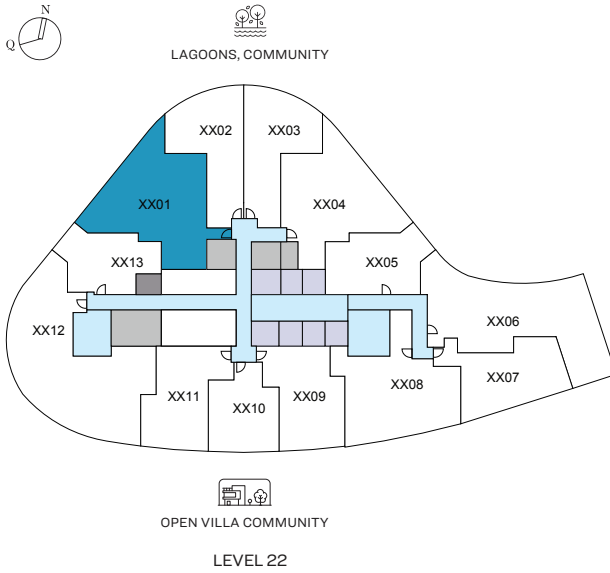 N
Q
LAGOONS, COMMUNITY
XX02
XX03
XX01
XX04
XX13
XX05
XX12
XX06
XX08
XX07
XX11
XX10
XX09
OPEN VILLA COMMUNITY
LEVEL 22